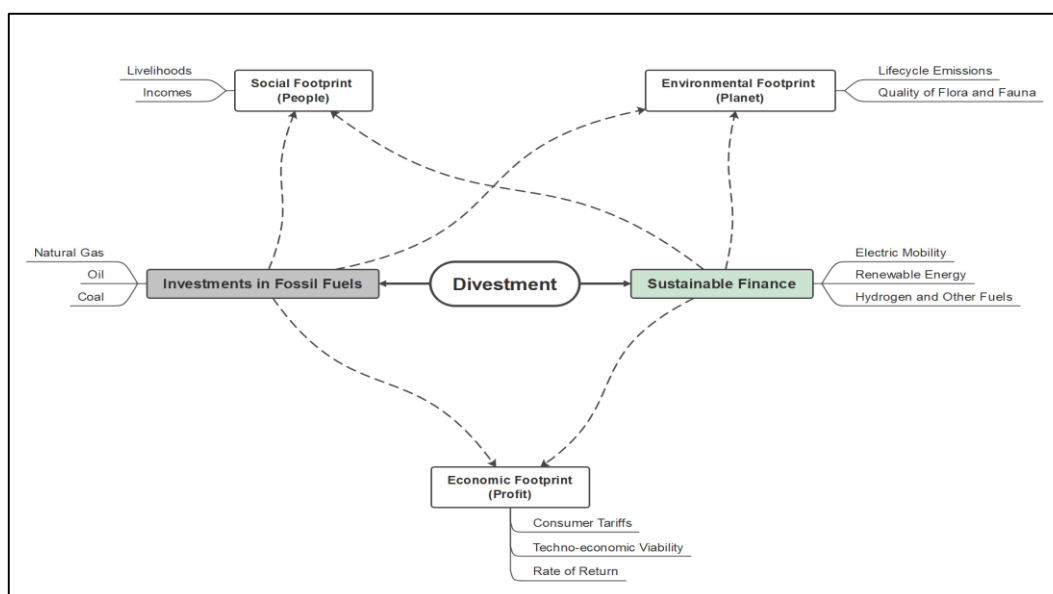 Livelihoods
Incomes
Social Footprint
(People)
Environmental Footprint
(Planet)
Lifecycle Emissions
Quality of Flora and Fauna
Natural Gas
Oil
Coal
Investments in Fossil Fuels
Divestment
Sustainable Finance
Electric Mobility
Renewable Energy
Hydrogen and Other Fuels
Economic Footprint
(Profit)
Consumer Tariffs
Techno-economic Viability
Rate of Return